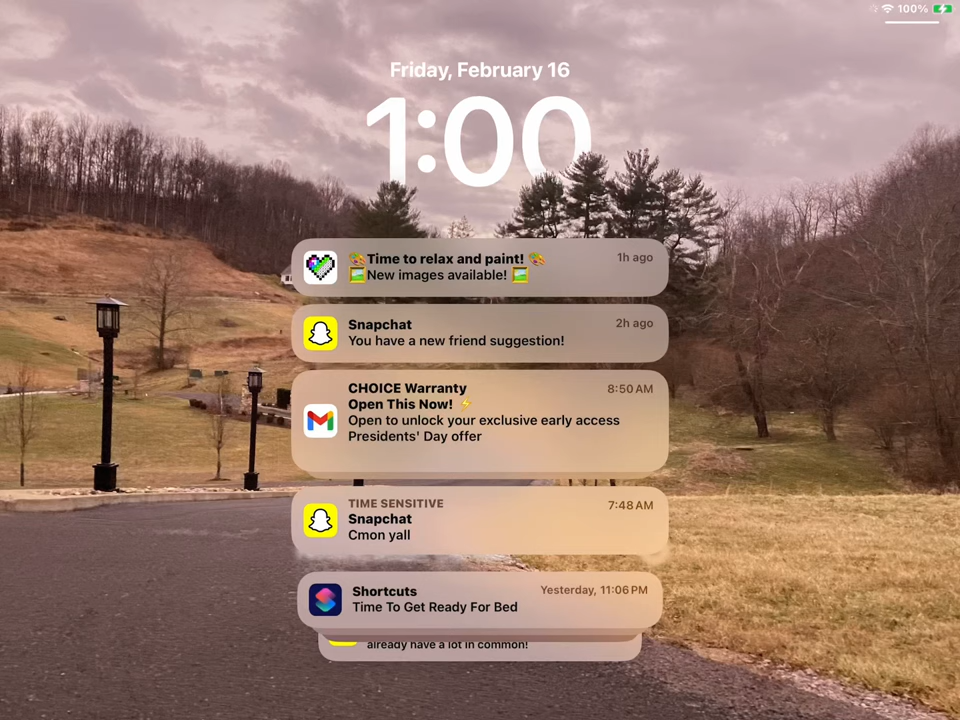 100%
Friday, February 16
1:00
🎨Time to relax and paint! 🎨
1h ago
🖼️New images available! 🖼️
Snapchat
2h ago
You have a new friend suggestion!
CHOICE Warranty
8:50 AM
Open This Now! ⚡
Open to unlock your exclusive early access
Presidents' Day offer
TIME SENSITIVE
7:48 AM
Snapchat
Cmon yall
Shortcuts
Yesterday, 11:06 PM
Time To Get Ready For Bed
already have a lot in common!